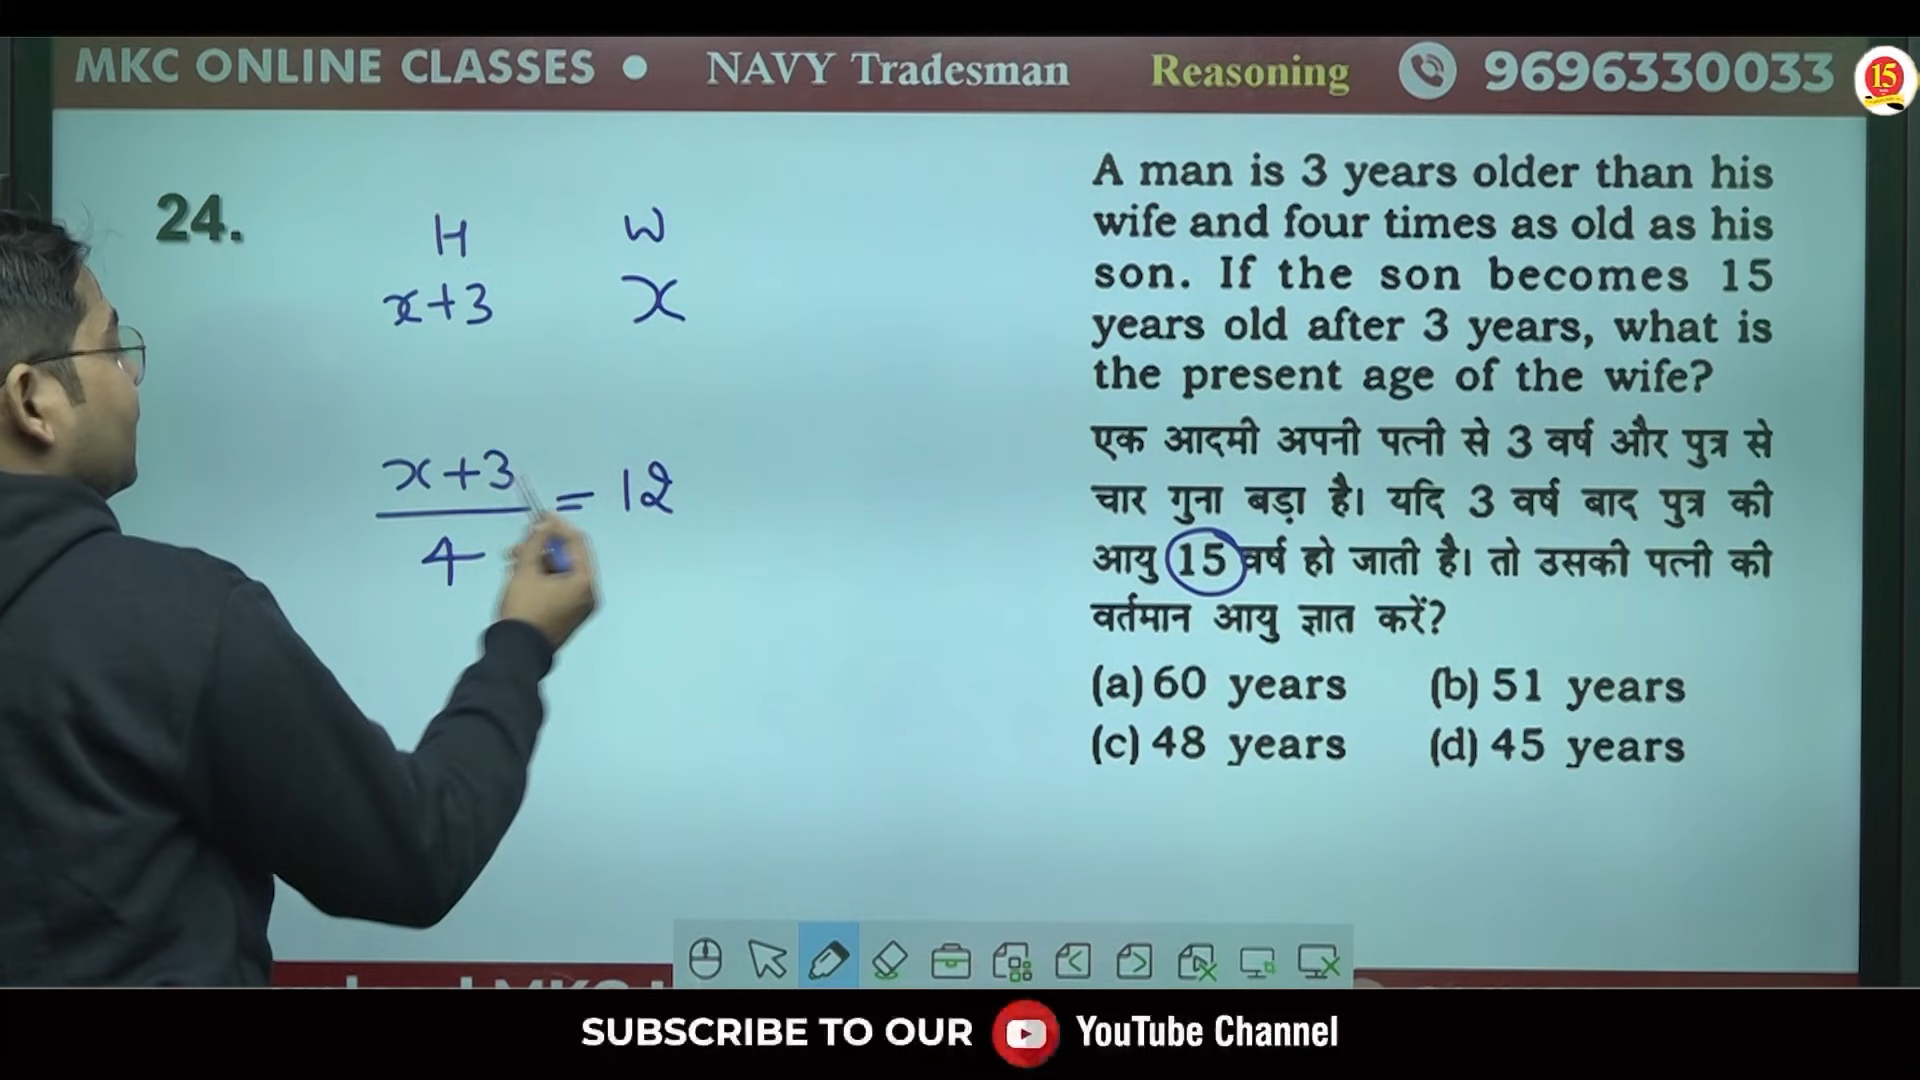 MKC ONLINE CLASSES • NAVY Tradesman Reasoning 9696330033
15
24.
H W
x+3 x
x+3
= 12
4
A man is 3 years older than his
wife and four times as old as his
son. If the son becomes 15
years old after 3 years, what is
the present age of the wife?
एक आदमी अपनी पत्नी से 3 वर्ष और पुत्र से
चार गुना बड़ा है। यदि 3 वर्ष बाद पुत्र की
आयु 15 वर्ष हो जाती है। तो उसकी पत्नी की
वर्तमान आयु ज्ञात करें?
(a) 60 years (b) 51 years
(c) 48 years (d) 45 years
SUBSCRIBE TO OUR YouTube Channel